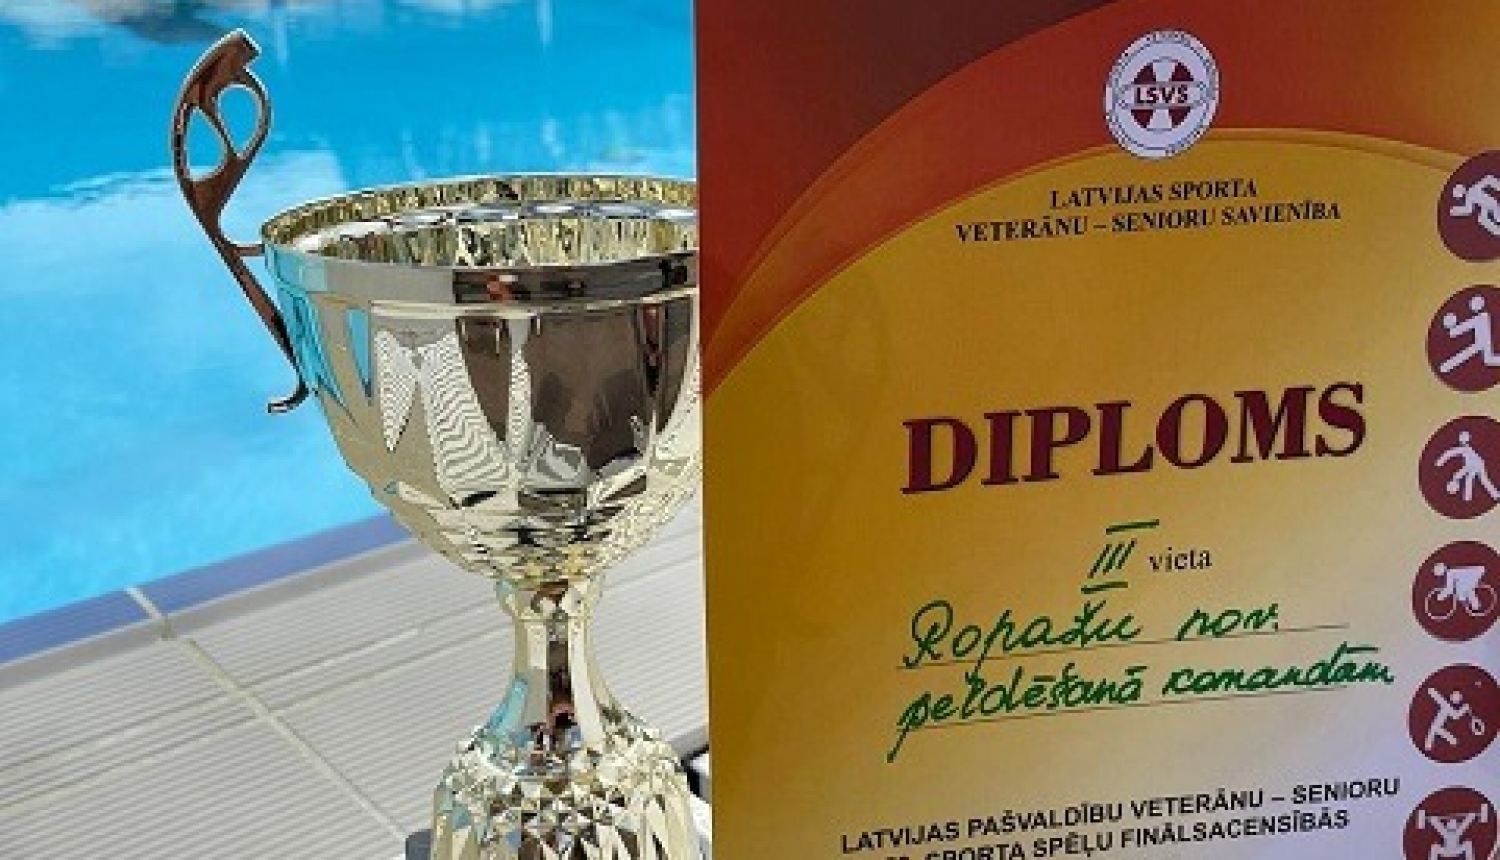 LSVS
LATVIJAS SPORTA
VETERĀNU – SENIORU SAVIENĪBA
DIPLOMS
III vieta
Ropažu nov.
peldēšanā komandām
LATVIJAS PAŠVALDĪBU VETERĀNU – SENIORU
SPORTA SPĒĻU FINĀLSACENSĪBĀS